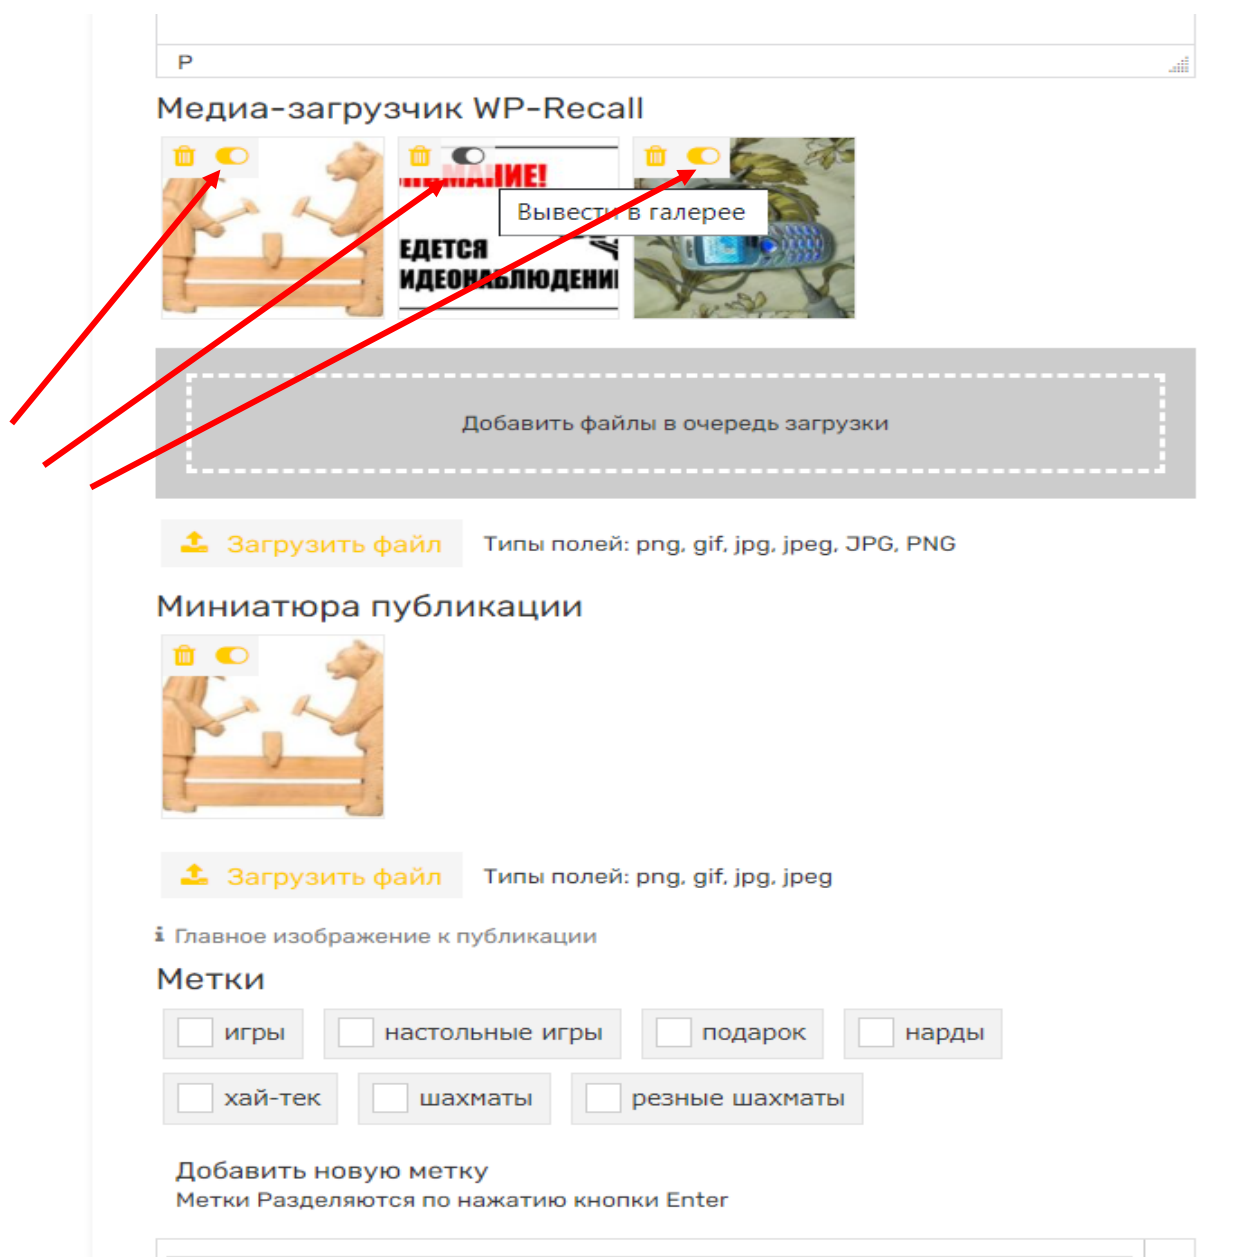 P
Медиа-загрузчик WP-Recall
ИМАНИЕ!
Вывести в галерее
ЕДЕТСЯ
ИДЕОНАБЛЮДЕНИ
Добавить файлы в очередь загрузки
Загрузить файл Типы полей: png, gif, jpg, jpeg, JPG, PNG
Миниатюра публикации
Загрузить файл Типы полей: png, gif, jpg, jpeg
Главное изображение к публикации
Метки
игры настольные игры подарок нарды
хай-тек шахматы резные шахматы
Добавить новую метку
Метки Разделяются по нажатию кнопки Enter